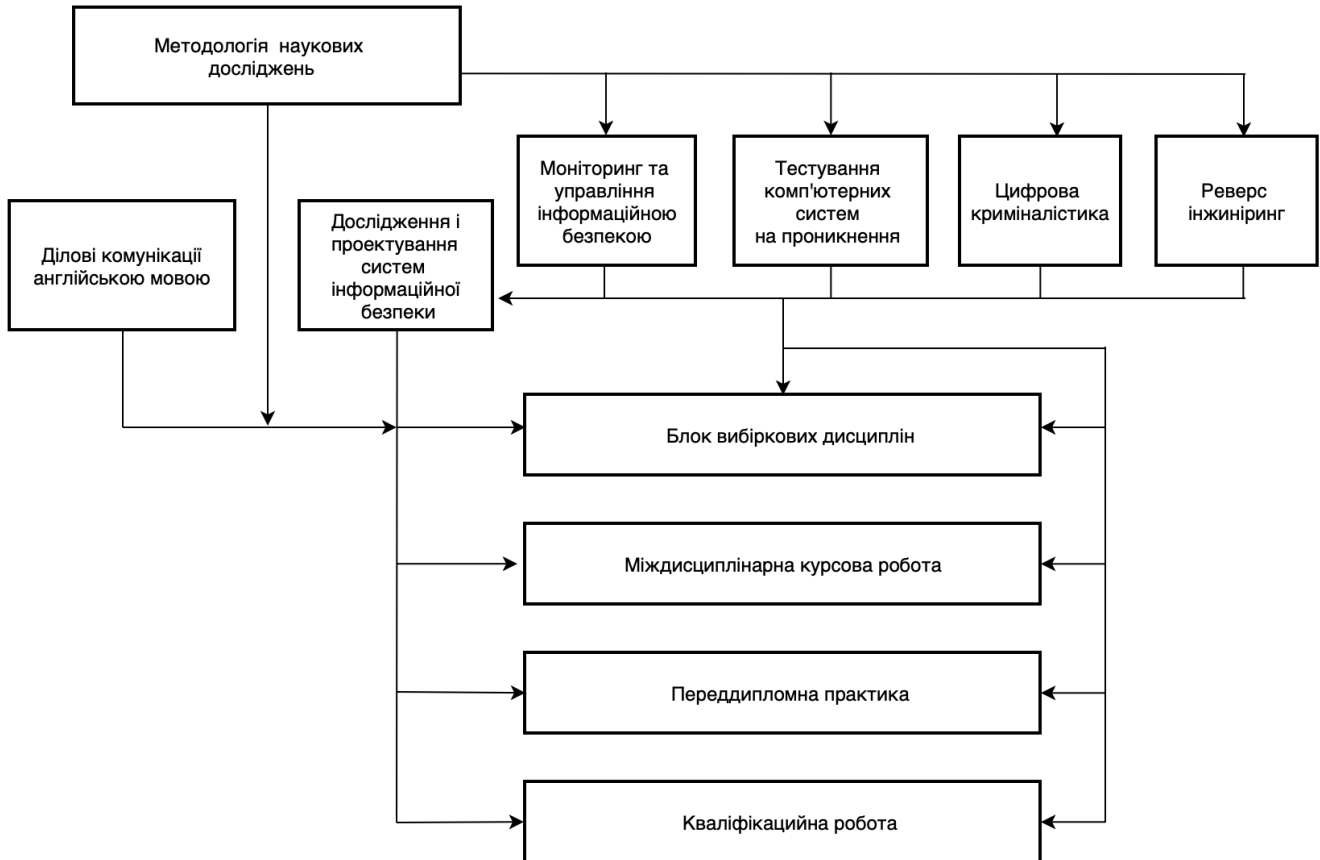 Методологія наукових
досліджень
Моніторинг та
управління
інформаційною
безпекою
Тестування
комп'ютерних
систем
на проникнення
Цифрова
криміналістика
Реверс
інжиніринг
Ділові комунікації
англійською мовою
Дослідження і
проектування
систем
інформаційної
безпеки
Блок вибіркових дисциплін
Міждисциплінарна курсова робота
Переддипломна практика
Кваліфікаційна робота